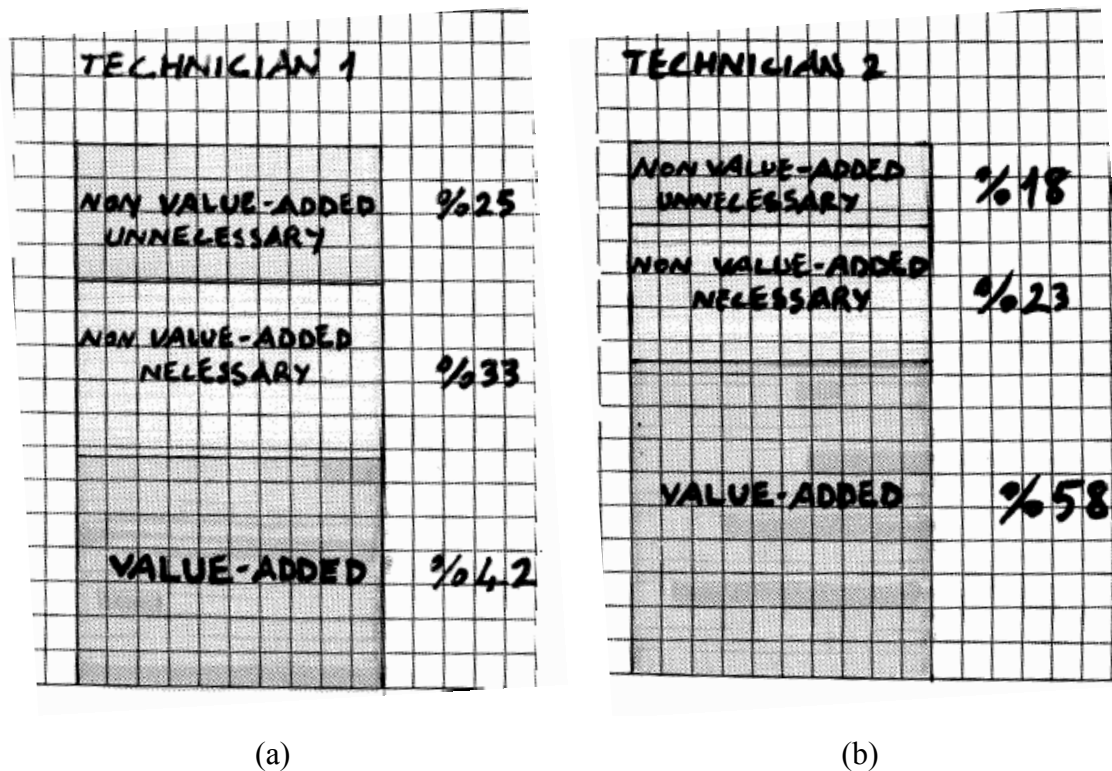 TECHNICIAN 1
NON VALUE-ADDED
UNNECESSARY
%25
NON VALUE-ADDED
NECESSARY
%33
VALUE-ADDED
%42
(a)
TECHNICIAN 2
NON VALUE-ADDED
UNNECESSARY
%18
NON VALUE-ADDED
NECESSARY
%23
VALUE-ADDED
%58
(b)